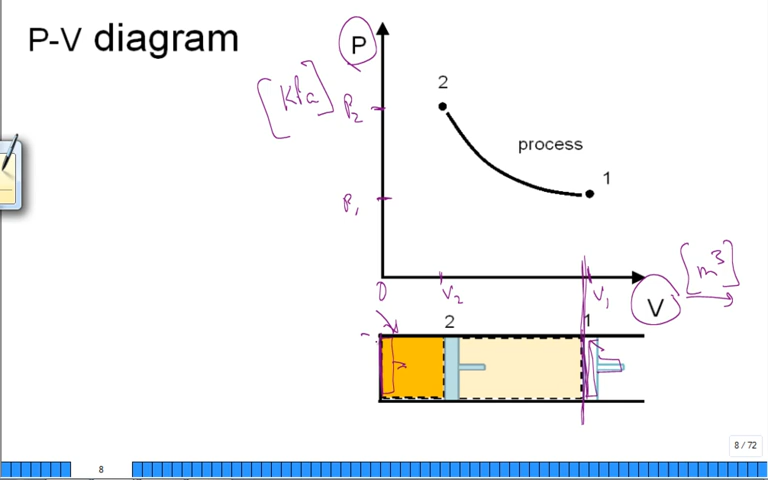 P-V diagram
P
[kPa]
2
P₂
process
1
P₁
0
V₂
V₁
[m³]
V
2
1
8 / 72
8